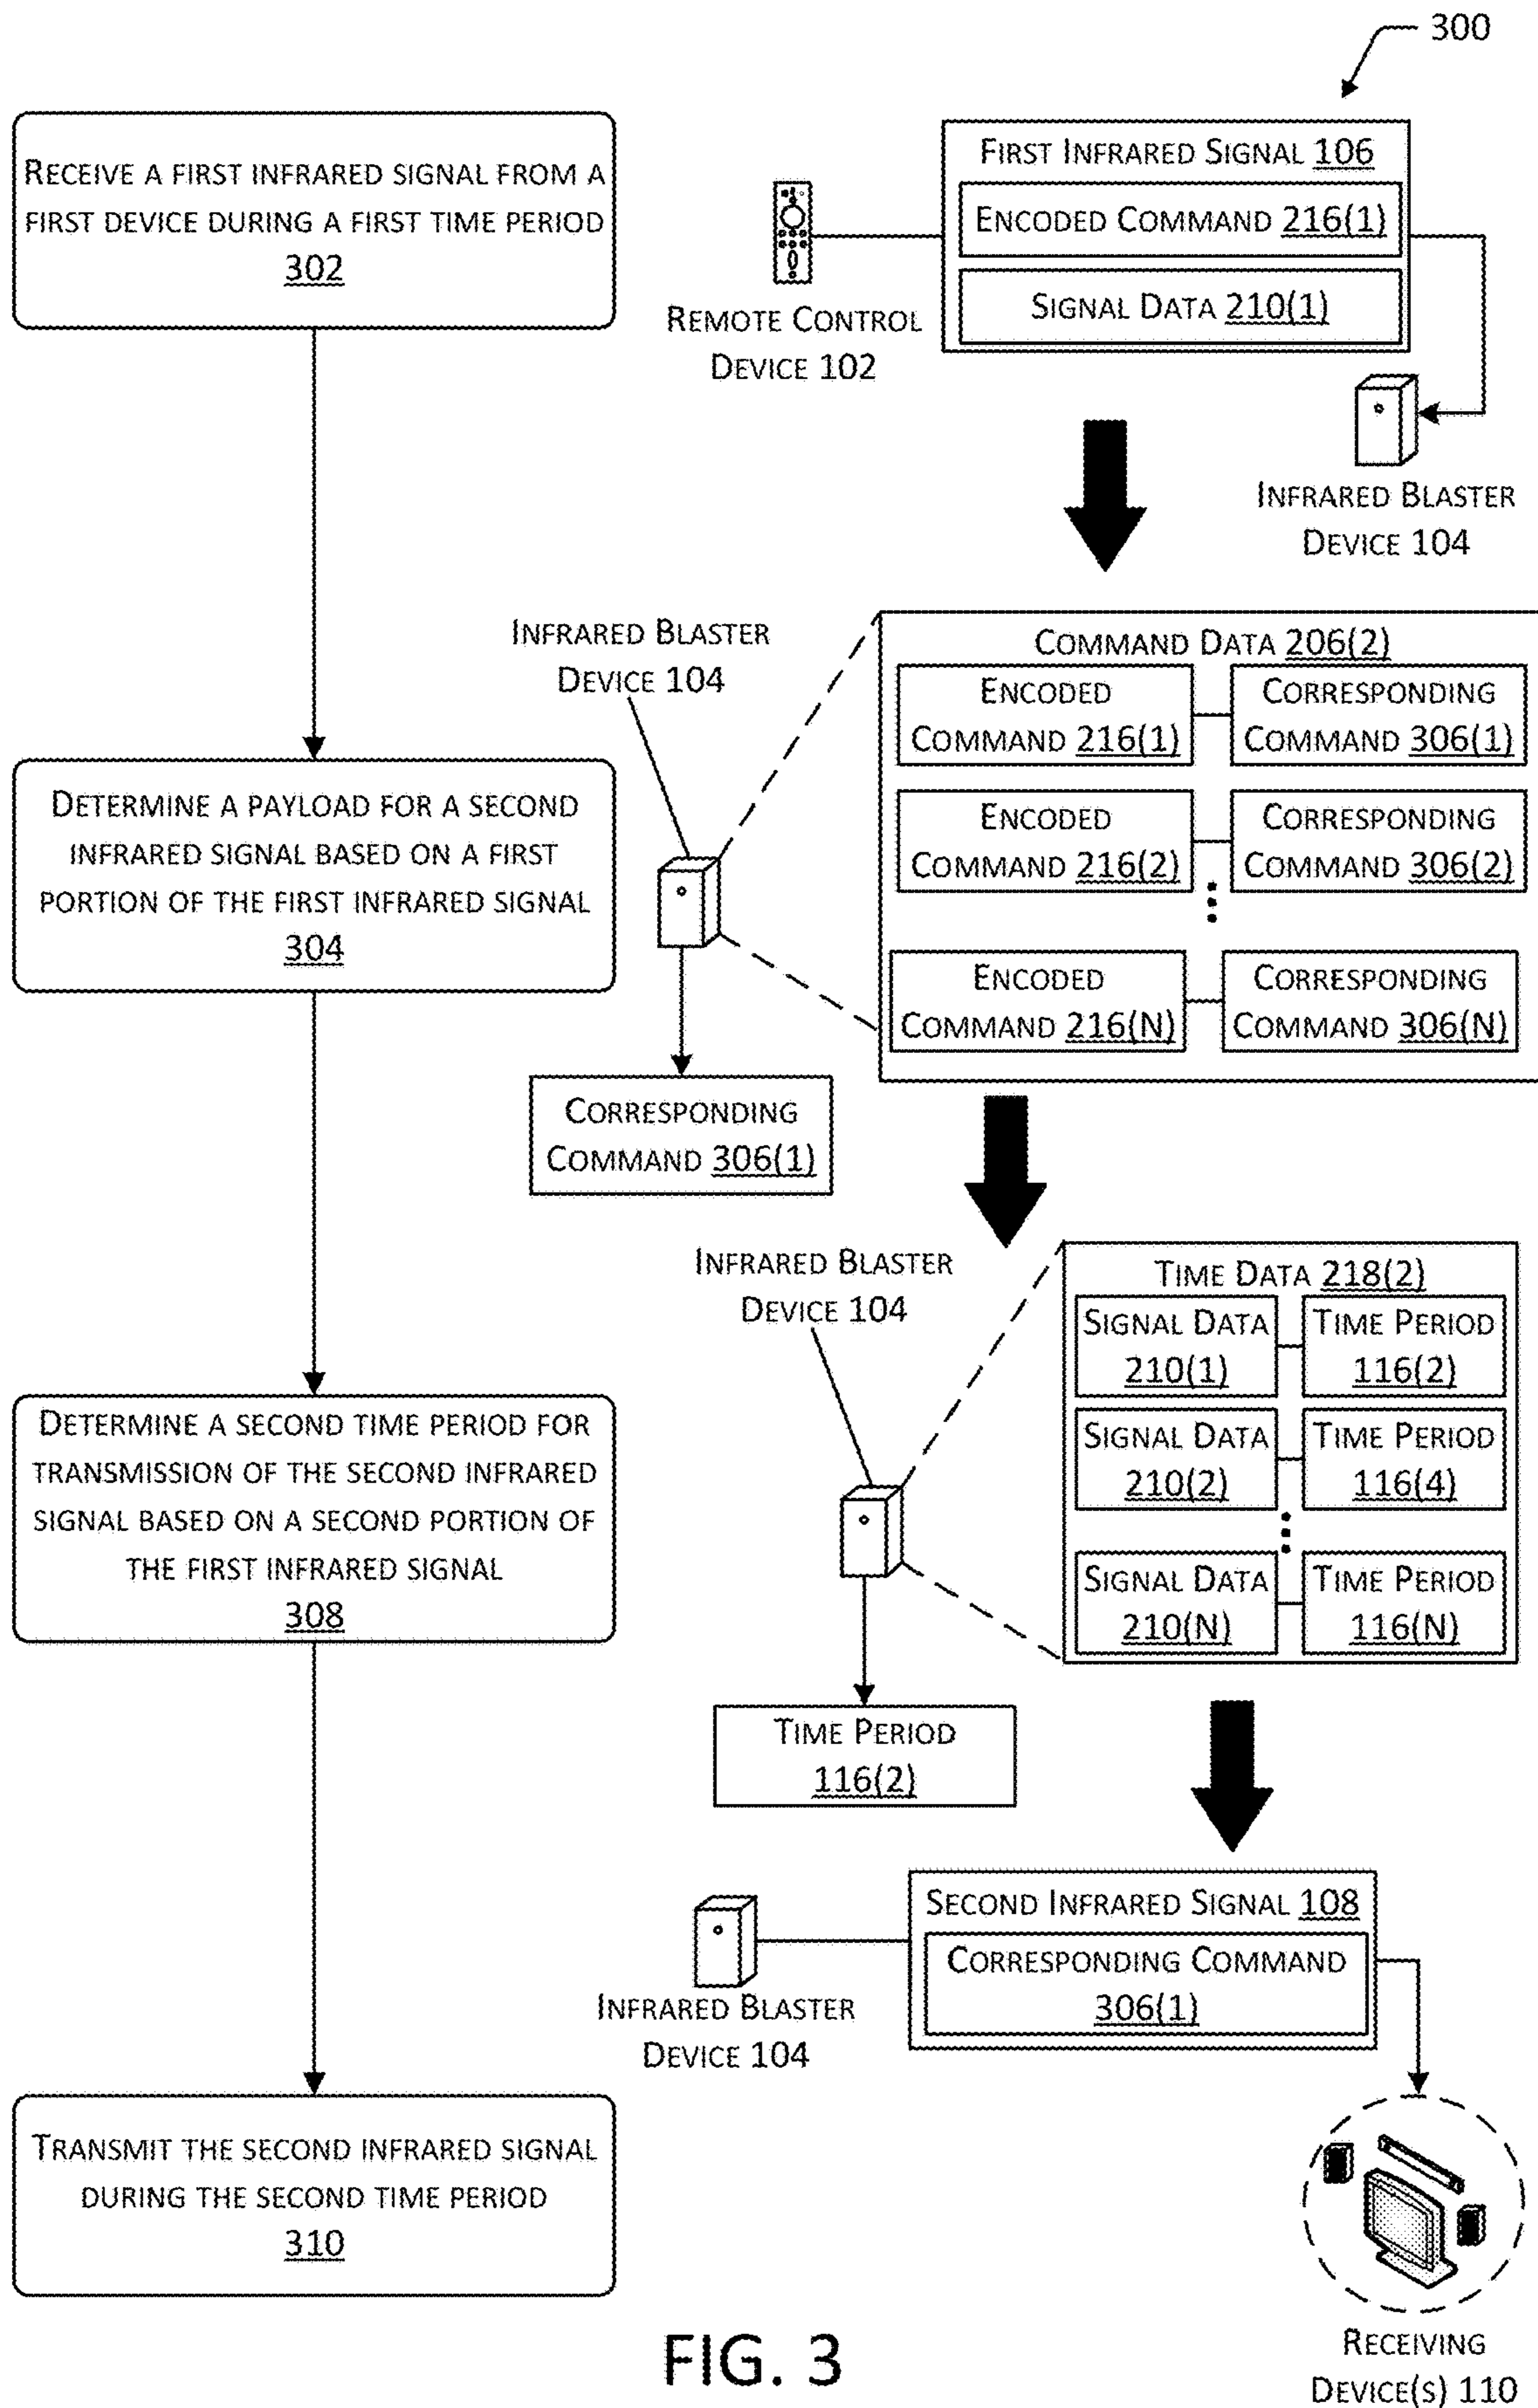 300
RECEIVE A FIRST INFRARED SIGNAL FROM A
FIRST DEVICE DURING A FIRST TIME PERIOD
302
FIRST INFRARED SIGNAL 106
ENCODED COMMAND 216(1)
SIGNAL DATA 210(1)
REMOTE CONTROL
DEVICE 102
INFRARED BLASTER
DEVICE 104
DETERMINE A PAYLOAD FOR A SECOND
INFRARED SIGNAL BASED ON A FIRST
PORTION OF THE FIRST INFRARED SIGNAL
304
INFRARED BLASTER
DEVICE 104
COMMAND DATA 206(2)
ENCODED
COMMAND 216(1)
CORRESPONDING
COMMAND 306(1)
ENCODED
COMMAND 216(2)
CORRESPONDING
COMMAND 306(2)
ENCODED
COMMAND 216(N)
CORRESPONDING
COMMAND 306(N)
CORRESPONDING
COMMAND 306(1)
DETERMINE A SECOND TIME PERIOD FOR
TRANSMISSION OF THE SECOND INFRARED
SIGNAL BASED ON A SECOND PORTION OF
THE FIRST INFRARED SIGNAL
308
INFRARED BLASTER
DEVICE 104
TIME DATA 218(2)
SIGNAL DATA
210(1)
TIME PERIOD
116(2)
SIGNAL DATA
210(2)
TIME PERIOD
116(4)
SIGNAL DATA
210(N)
TIME PERIOD
116(N)
TIME PERIOD
116(2)
SECOND INFRARED SIGNAL 108
CORRESPONDING COMMAND
306(1)
INFRARED BLASTER
DEVICE 104
TRANSMIT THE SECOND INFRARED SIGNAL
DURING THE SECOND TIME PERIOD
310
RECEIVING
DEVICE(S) 110
FIG. 3